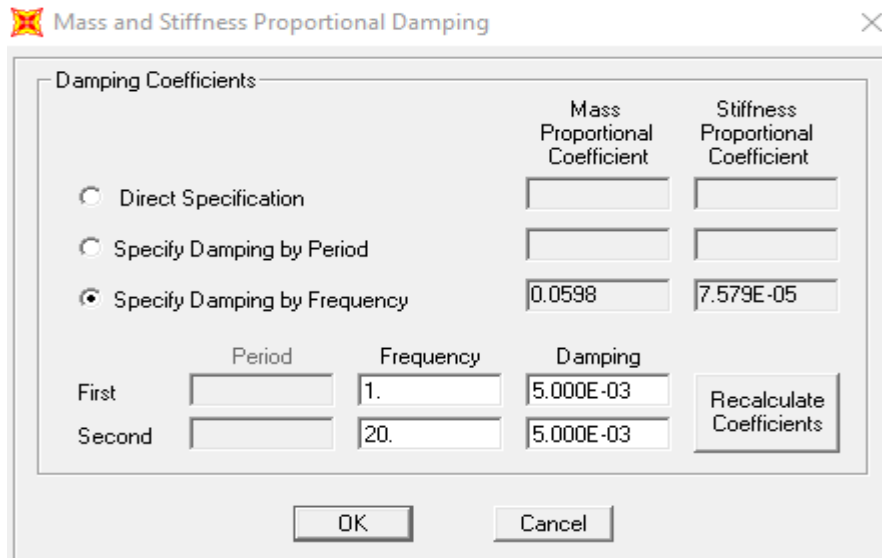 Mass and Stiffness Proportional Damping
Damping Coefficients
Mass Proportional Coefficient
Stiffness Proportional Coefficient
Direct Specification
Specify Damping by Period
Specify Damping by Frequency 0.0598 7.579E-05
Period Frequency Damping
First 1. 5.000E-03
Second 20. 5.000E-03
Recalculate Coefficients
OK Cancel